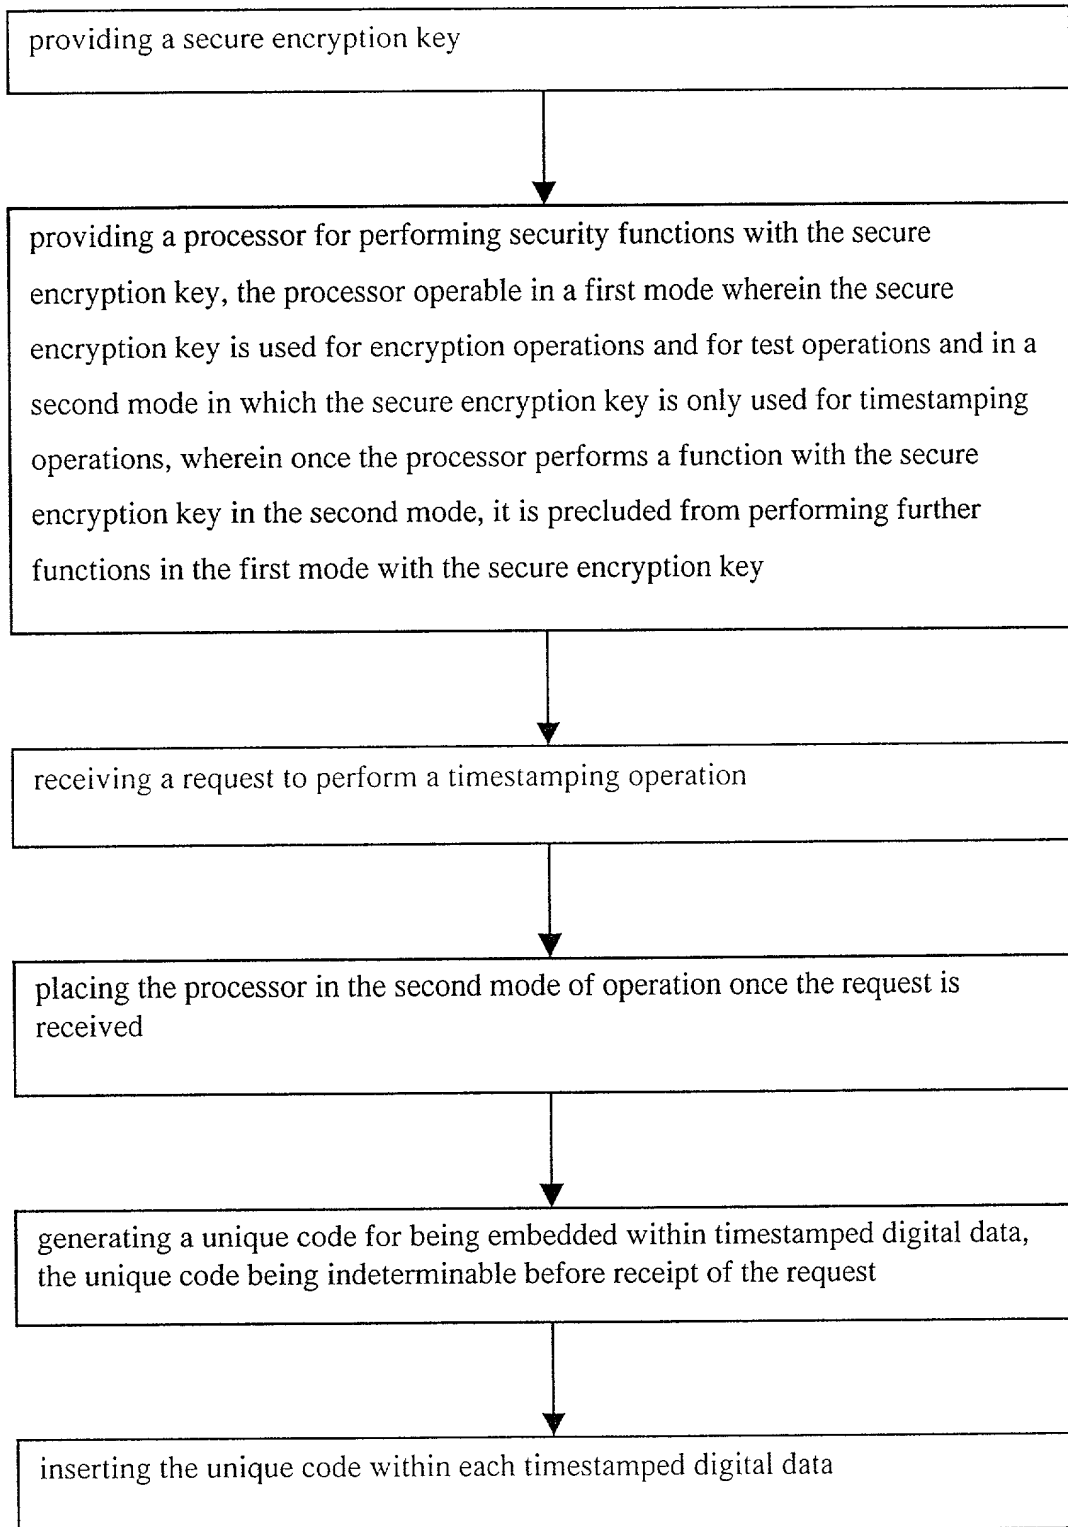 providing a secure encryption key
providing a processor for performing security functions with the secure
encryption key, the processor operable in a first mode wherein the secure
encryption key is used for encryption operations and for test operations and in a
second mode in which the secure encryption key is only used for timestamping
operations, wherein once the processor performs a function with the secure
encryption key in the second mode, it is precluded from performing further
functions in the first mode with the secure encryption key
receiving a request to perform a timestamping operation
placing the processor in the second mode of operation once the request is
received
generating a unique code for being embedded within timestamped digital data,
the unique code being indeterminable before receipt of the request
inserting the unique code within each timestamped digital data